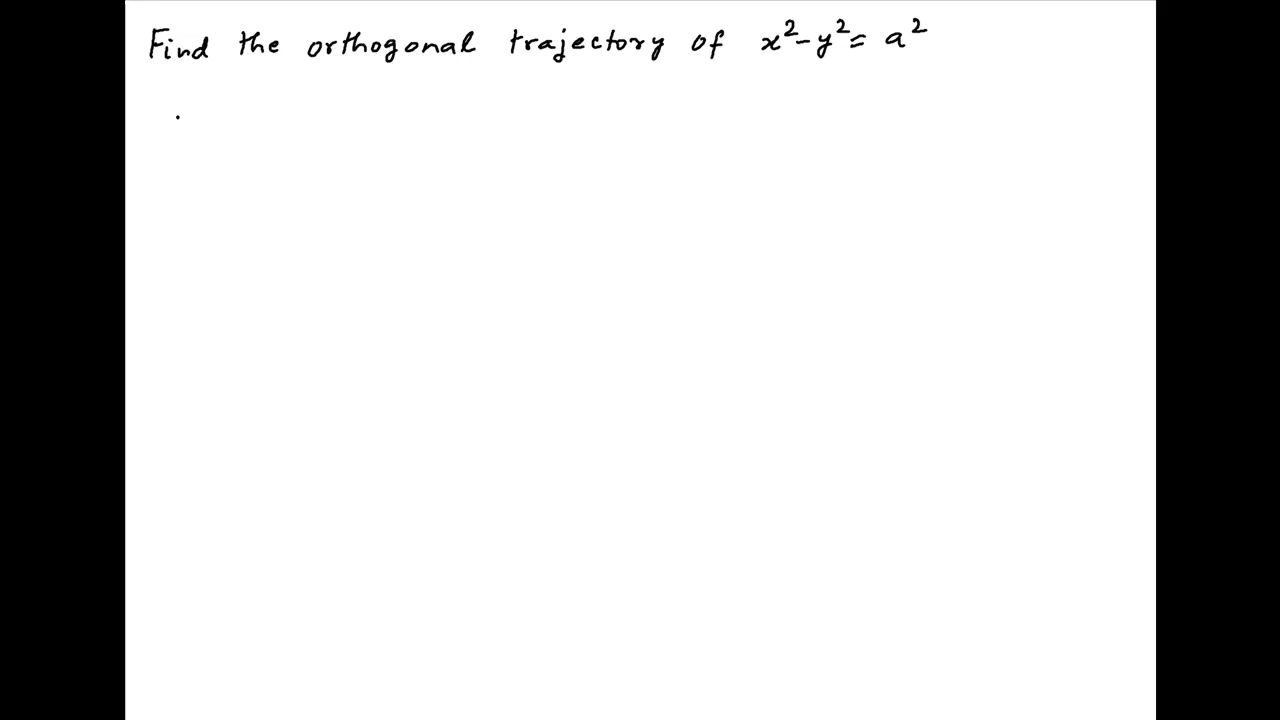 Find the orthogonal trajectory of x²-y²= a²